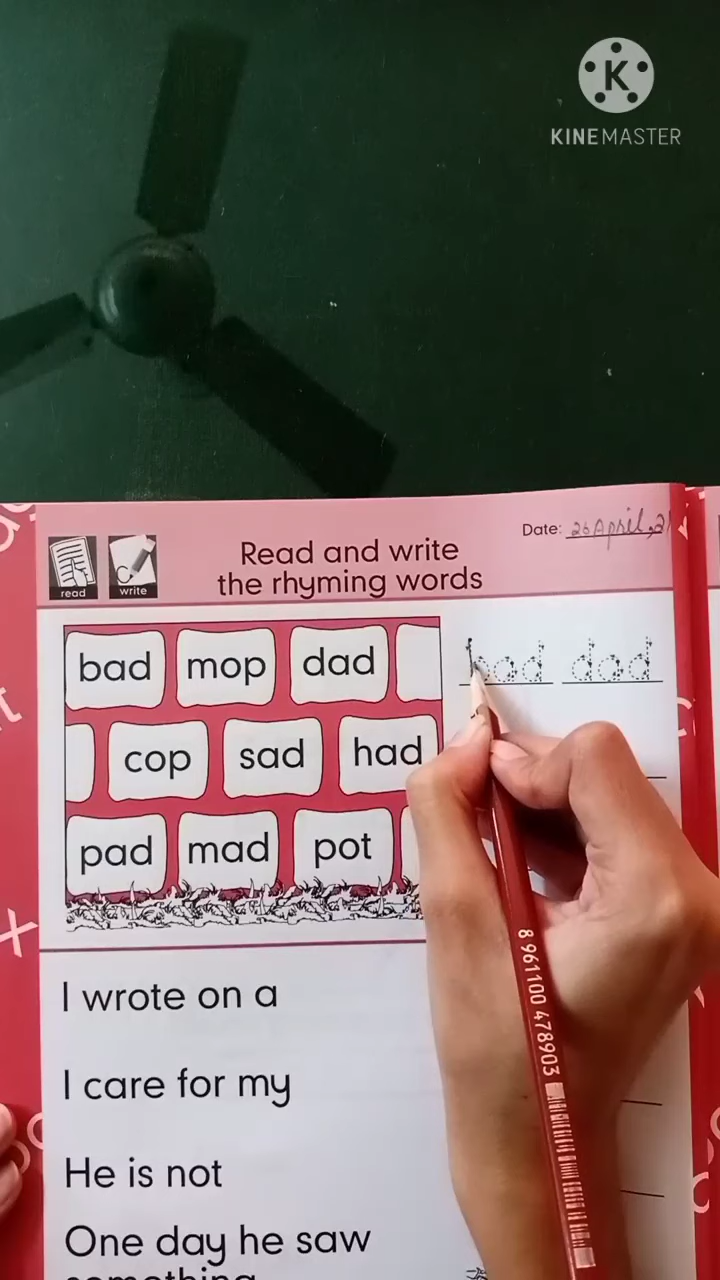 KINEMASTER
Date: 26 April, 21
read
write
Read and write
the rhyming words
bad mop dad
bad dad
cop sad had
pad mad pot
I wrote on a
I care for my
He is not
One day he saw
something
8 961100 478903